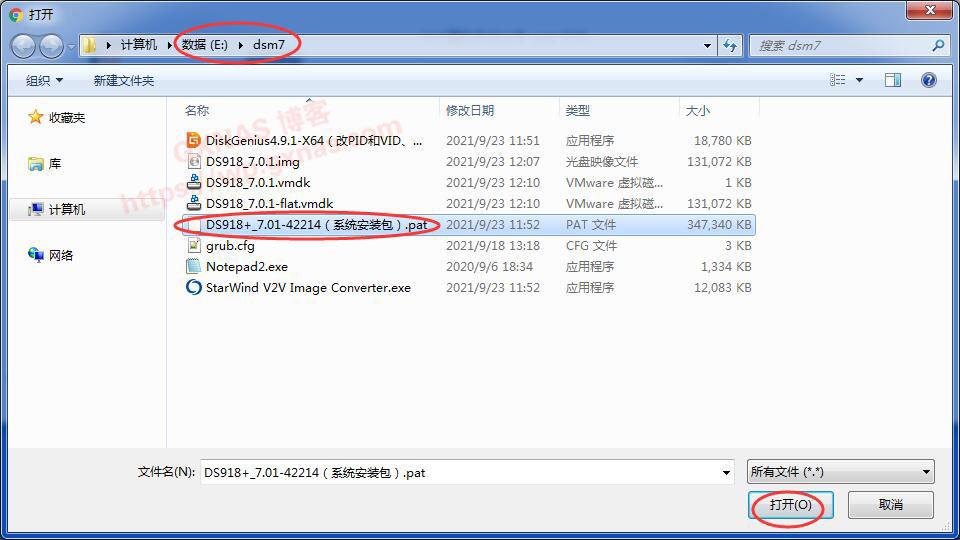 打开
计算机 数据 (E:) dsm7
搜索 dsm7
组织 新建文件夹
收藏夹
库
计算机
网络
名称 修改日期 类型 大小
DiskGenius4.9.1-X64（改PID和VID、... 2021/9/23 11:51 应用程序 18,780 KB
DS918_7.0.1.img 2021/9/23 12:07 光盘映像文件 131,072 KB
DS918_7.0.1.vmdk 2021/9/23 12:10 VMware 虚拟磁... 1 KB
DS918_7.0.1-flat.vmdk 2021/9/23 12:10 VMware 虚拟磁... 131,072 KB
DS918+_7.01-42214（系统安装包）.pat 2021/9/23 11:52 PAT 文件 347,340 KB
grub.cfg 2021/9/18 13:18 CFG 文件 3 KB
Notepad2.exe 2020/9/6 18:34 应用程序 1,334 KB
StarWind V2V Image Converter.exe 2021/9/23 11:52 应用程序 12,083 KB
GXNAS 博客
https://wp.gxnas.com
文件名(N): DS918+_7.01-42214（系统安装包）.pat 所有文件 (*.*)
打开(O) 取消